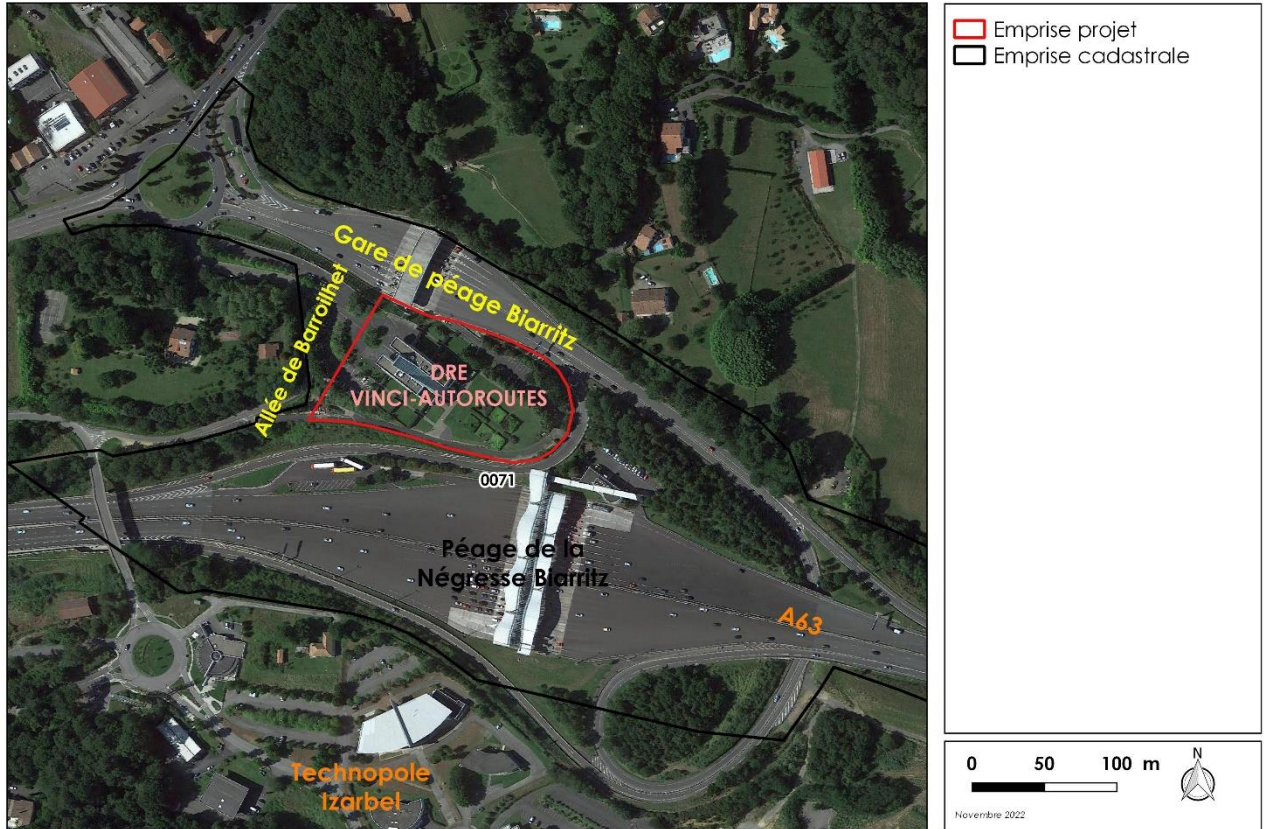 Gare de péage Biarritz
Allée de Barroilhet
DRE
VINCI-AUTOROUTES
0071
Péage de la
Négresse Biarritz
A63
Technopole
Izarbel
Emprise projet
Emprise cadastrale
0 50 100 m
N
Novembre 2022